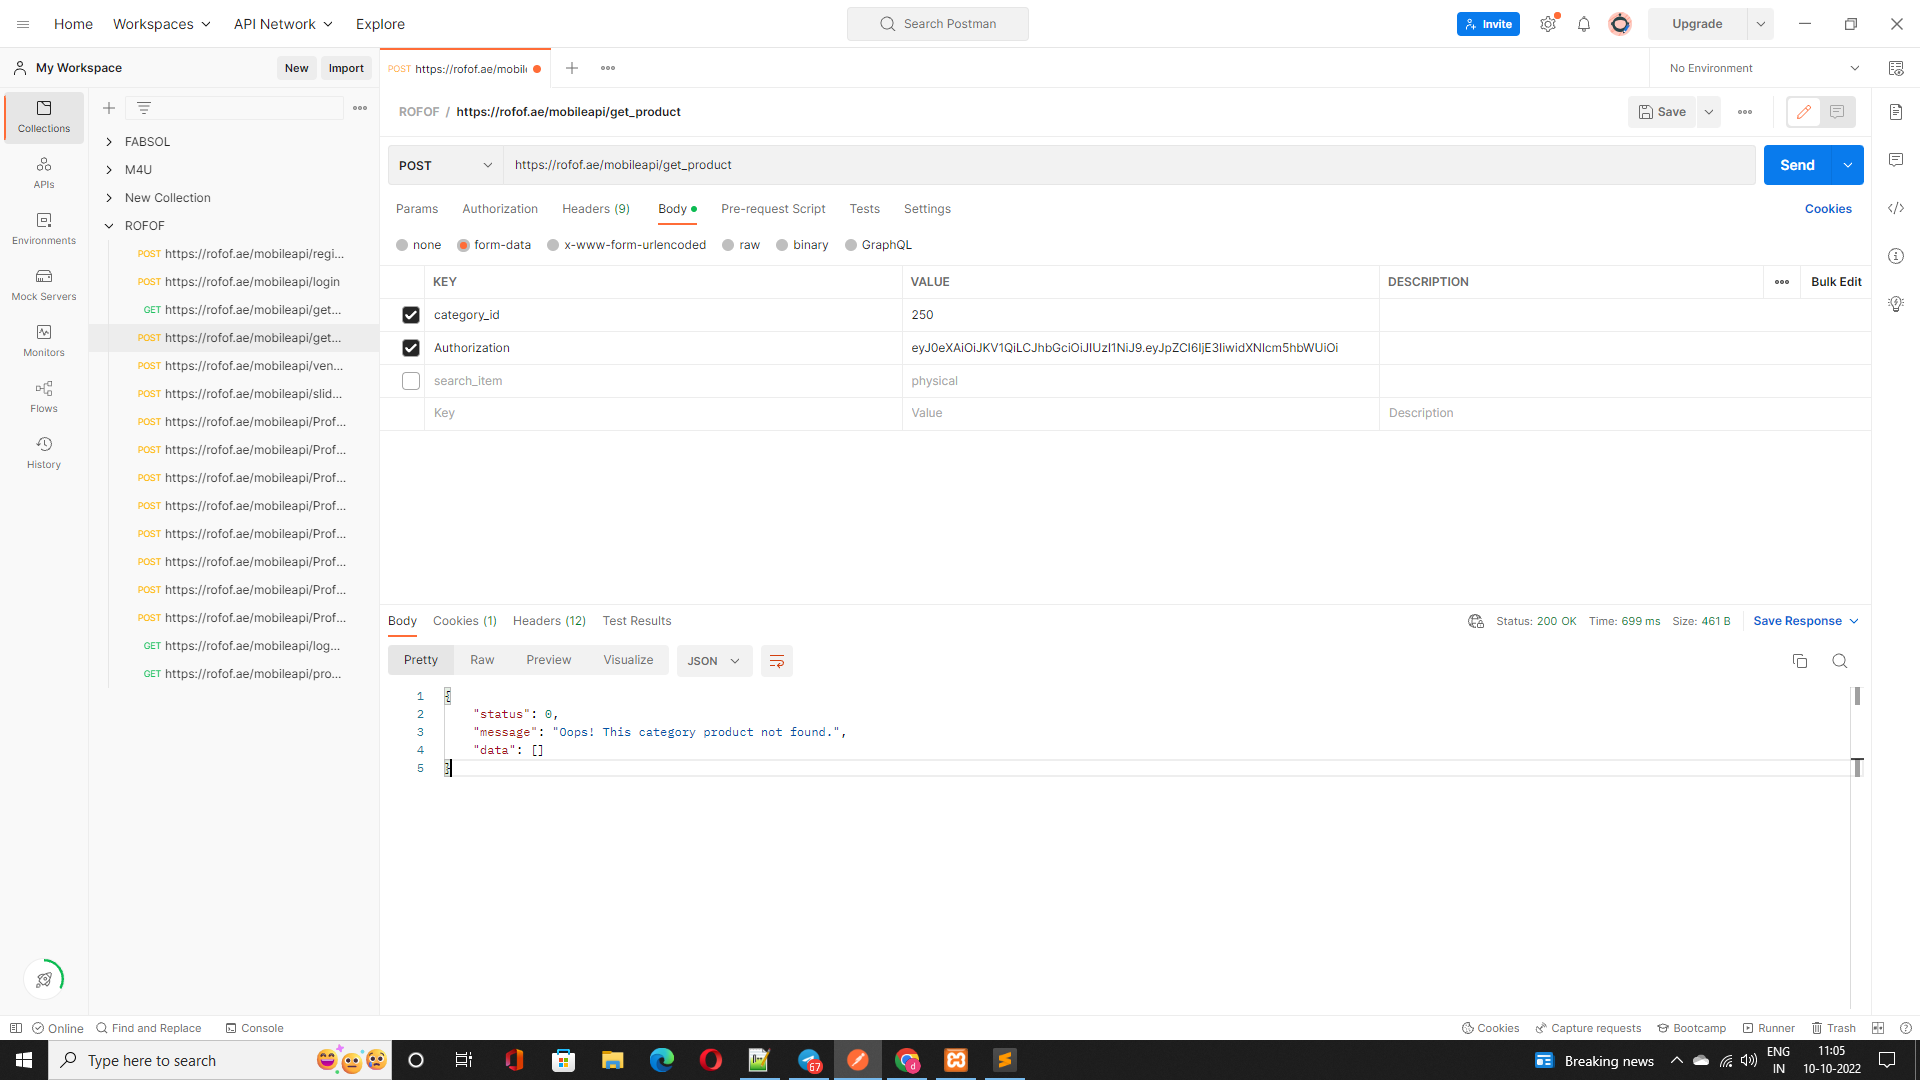 Home Workspaces API Network Explore
Search Postman
Invite
Upgrade
My Workspace
New Import
POST https://rofof.ae/mobile
No Environment
Collections
APIs
Environments
Mock Servers
Monitors
Flows
History
FABSOL
M4U
New Collection
ROFOF
POST https://rofof.ae/mobileapi/regi...
POST https://rofof.ae/mobileapi/login
GET https://rofof.ae/mobileapi/get...
POST https://rofof.ae/mobileapi/get...
POST https://rofof.ae/mobileapi/ven...
POST https://rofof.ae/mobileapi/slid...
POST https://rofof.ae/mobileapi/Prof...
POST https://rofof.ae/mobileapi/Prof...
POST https://rofof.ae/mobileapi/Prof...
POST https://rofof.ae/mobileapi/Prof...
POST https://rofof.ae/mobileapi/Prof...
POST https://rofof.ae/mobileapi/Prof...
POST https://rofof.ae/mobileapi/Prof...
POST https://rofof.ae/mobileapi/Prof...
GET https://rofof.ae/mobileapi/log...
GET https://rofof.ae/mobileapi/pro...
ROFOF / https://rofof.ae/mobileapi/get_product
Save
POST https://rofof.ae/mobileapi/get_product
Send
Params Authorization Headers (9) Body Pre-request Script Tests Settings
Cookies
none form-data x-www-form-urlencoded raw binary GraphQL
KEY VALUE DESCRIPTION Bulk Edit
category_id 250
Authorization
search_item physical
Key Value Description
Body Cookies (1) Headers (12) Test Results
Status: 200 OK Time: 699 ms Size: 461 B Save Response
Pretty Raw Preview Visualize JSON
1 {
2 "status": 0,
3 "message": "Oops! This category product not found.",
4 "data": []
5 }
Online Find and Replace Console
Cookies Capture requests Bootcamp Runner Trash
Type here to search
67
d
Breaking news
ENG
IN
11:05
10-10-2022